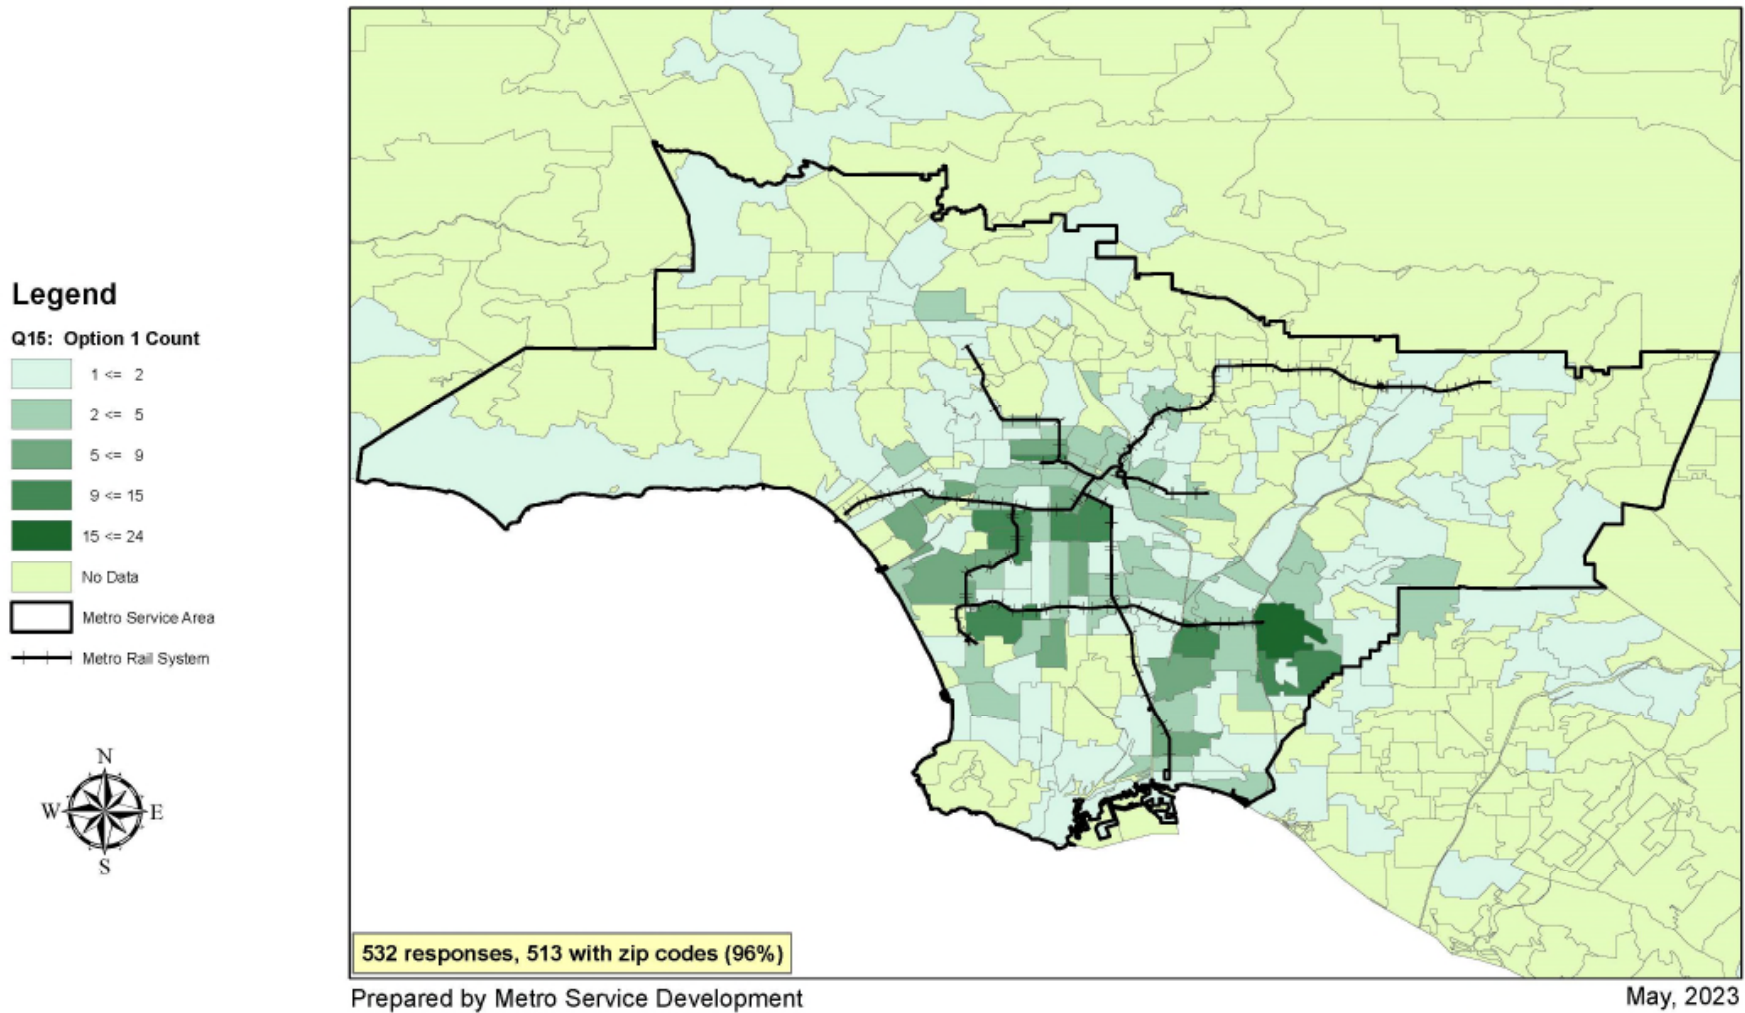 Legend
Q15: Option 1 Count
1 <= 2
2 <= 5
5 <= 9
9 <= 15
15 <= 24
No Data
Metro Service Area
Metro Rail System
N
W E
S
532 responses, 513 with zip codes (96%)
Prepared by Metro Service Development
May, 2023